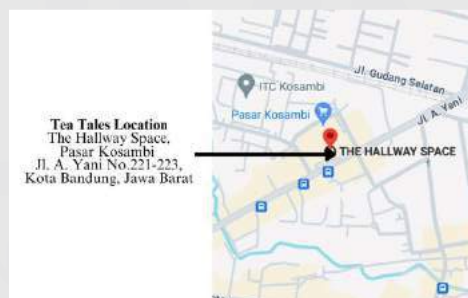 Tea Tales Location
The Hallway Space,
Pasar Kosambi
Jl. A. Yani No.221-223,
Kota Bandung, Jawa Barat
Jl. Gudang Selatan
ITC Kosambi
Jl. A. Yani
Pasar Kosambi
THE HALLWAY SPACE